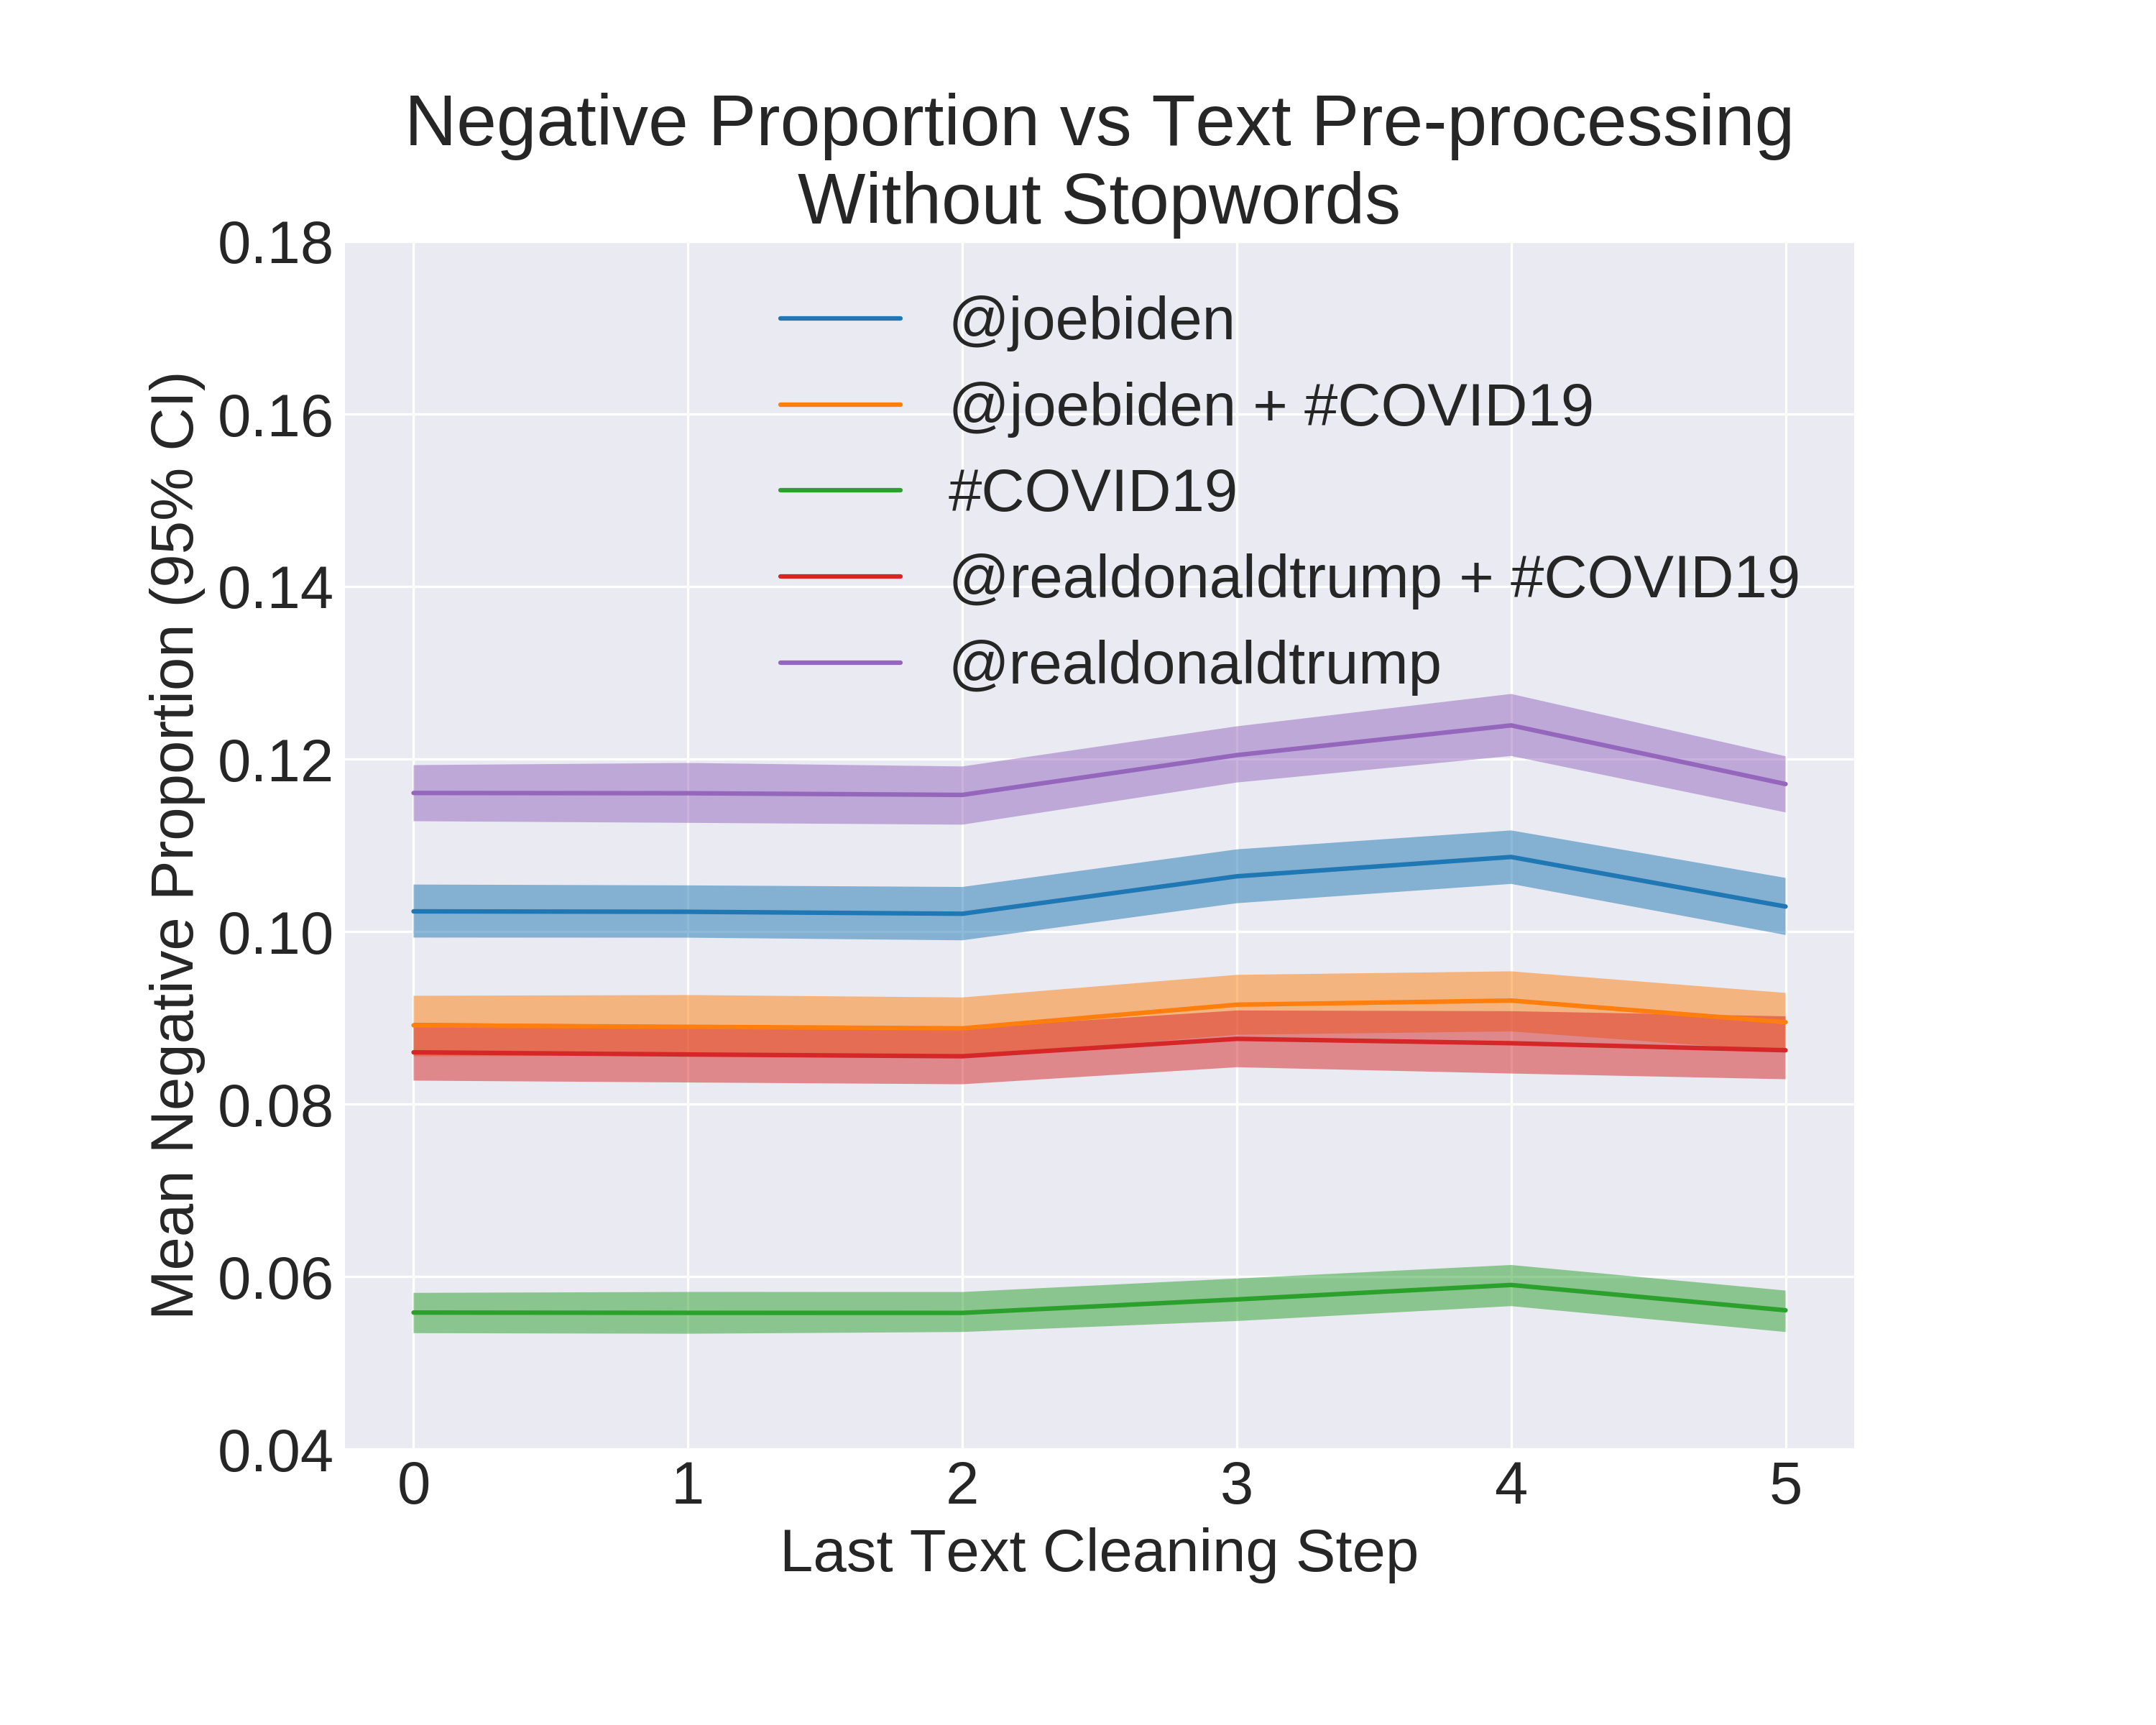 Negative Proportion vs Text Pre-processing
Without Stopwords
Mean Negative Proportion (95% CI)
0.18
0.16
0.14
0.12
0.10
0.08
0.06
0.04
@joebiden
@joebiden + #COVID19
#COVID19
@realdonaldtrump + #COVID19
@realdonaldtrump
0 1 2 3 4 5
Last Text Cleaning Step